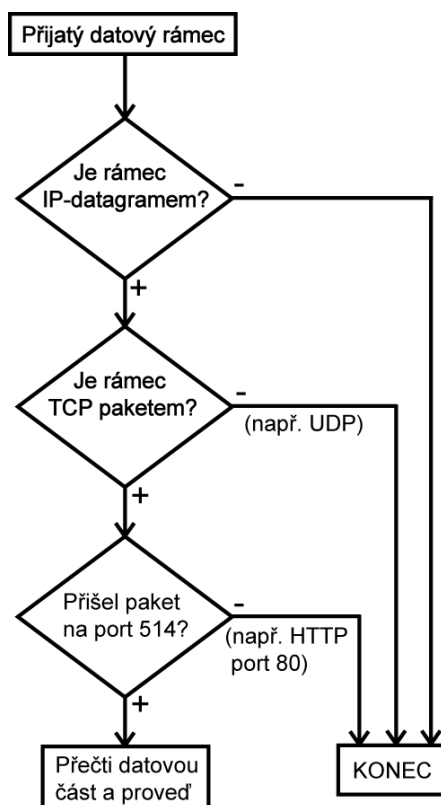 Přijatý datový rámec
Je rámec
IP-datagramem?
-
+
Je rámec
TCP paketem?
-
(např. UDP)
+
Přišel paket
na port 514?
-
(např. HTTP
port 80)
+
Přečti datovou
část a proveď
KONEC